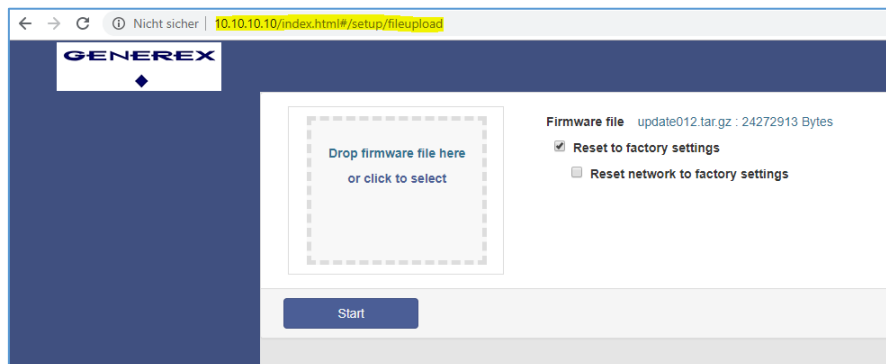 Nicht sicher | 10.10.10.10/index.html#/setup/fileupload
GENEREX
Drop firmware file here
or click to select
Firmware file update012.tar.gz : 24272913 Bytes
Reset to factory settings
Reset network to factory settings
Start